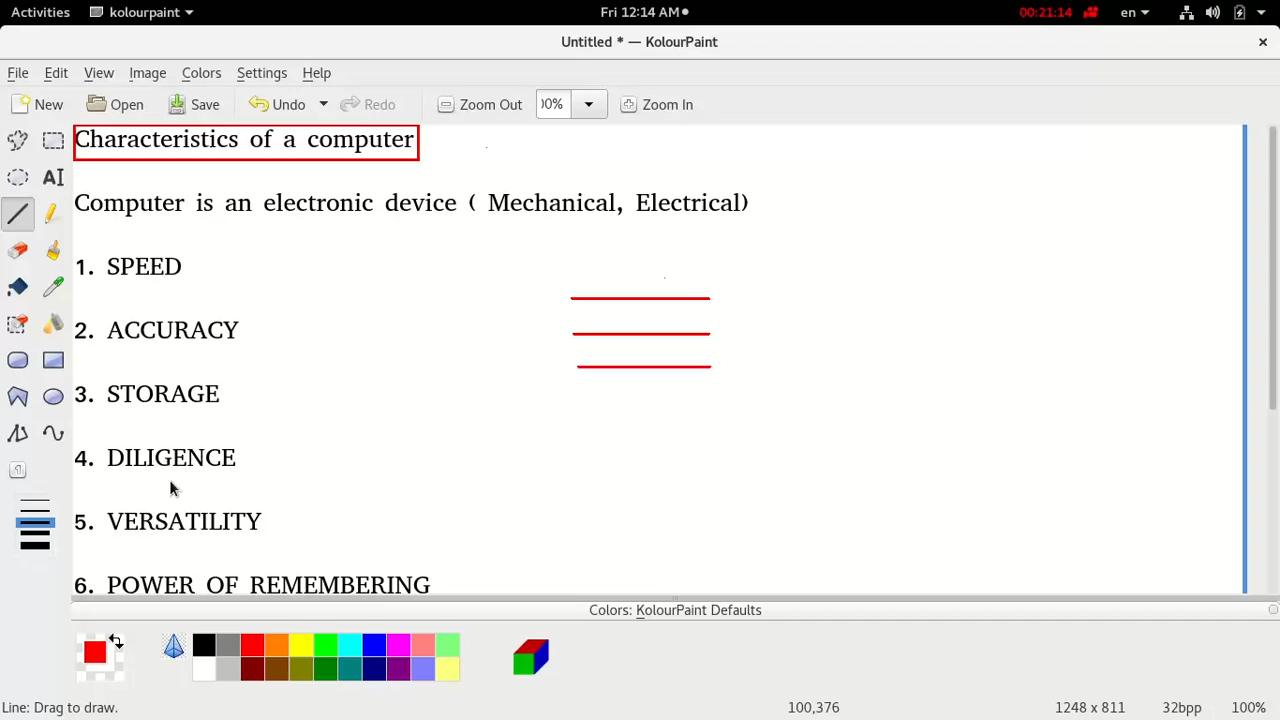 Activities kolourpaint Fri 12:14 AM 00:21:14 en
Untitled * — KolourPaint
File Edit View Image Colors Settings Help
New Open Save Undo Redo Zoom Out 00% Zoom In
Characteristics of a computer
Computer is an electronic device ( Mechanical, Electrical)
1. SPEED
2. ACCURACY
3. STORAGE
4. DILIGENCE
5. VERSATILITY
6. POWER OF REMEMBERING
Colors: KolourPaint Defaults
Line: Drag to draw. 100,376 1248 x 811 32bpp 100%